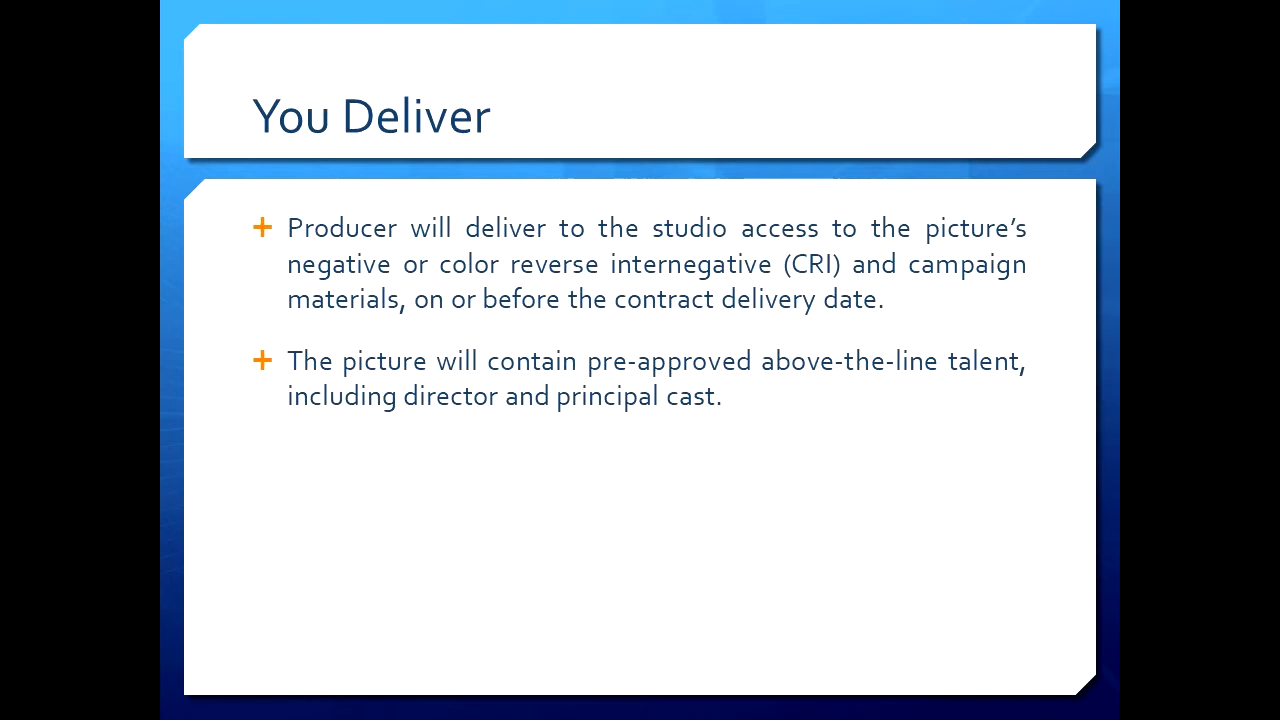 You Deliver
Producer will deliver to the studio access to the picture’s
negative or color reverse internegative (CRI) and campaign
materials, on or before the contract delivery date.
The picture will contain pre-approved above-the-line talent,
including director and principal cast.